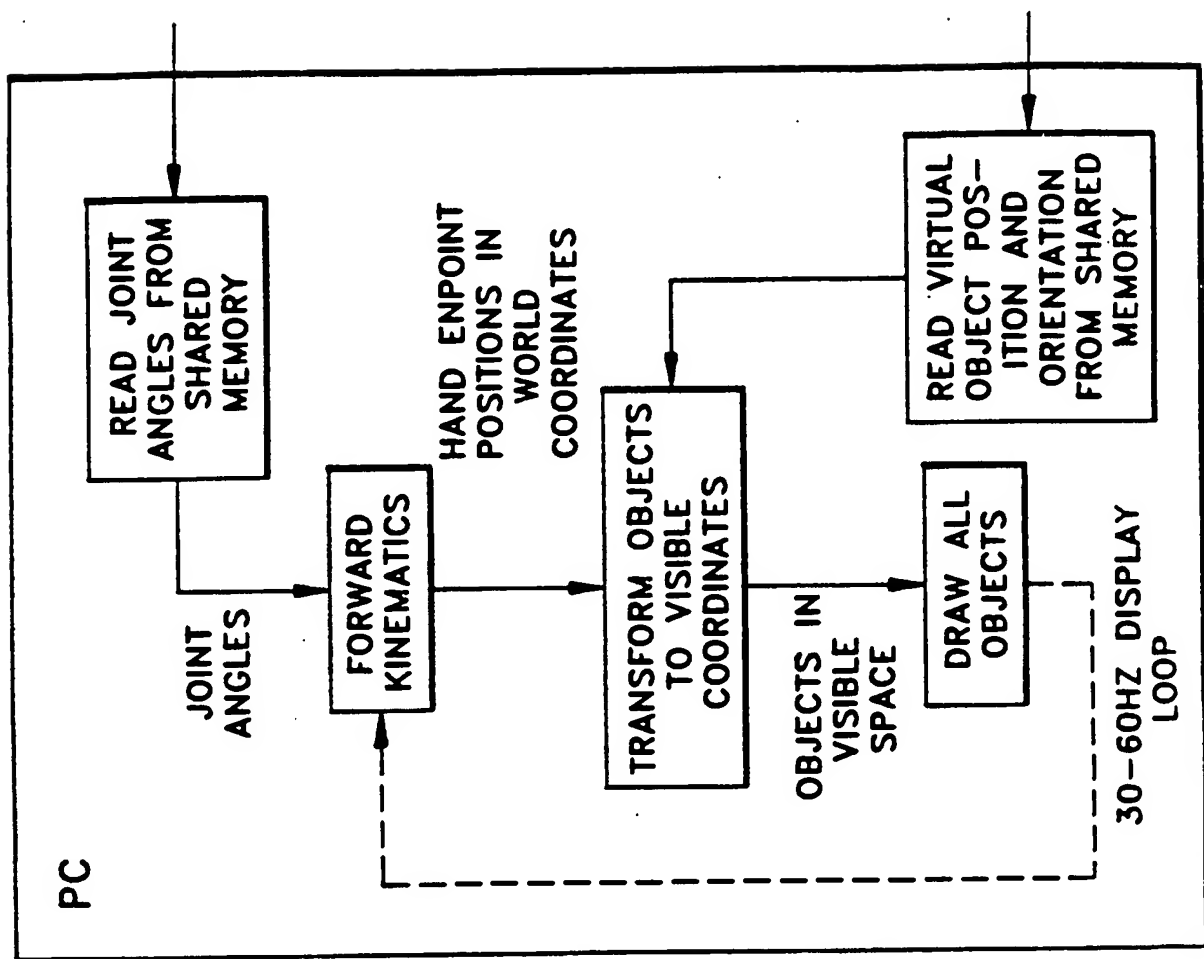 PC
READ JOINT
ANGLES FROM
SHARED
MEMORY
JOINT
ANGLES
FORWARD
KINEMATICS
HAND ENPOINT
POSITIONS IN
WORLD
COORDINATES
TRANSFORM OBJECTS
TO VISIBLE
COORDINATES
READ VIRTUAL
OBJECT POS-
ITION AND
ORIENTATION
FROM SHARED
MEMORY
OBJECTS IN
VISIBLE
SPACE
DRAW ALL
OBJECTS
30-60HZ DISPLAY
LOOP